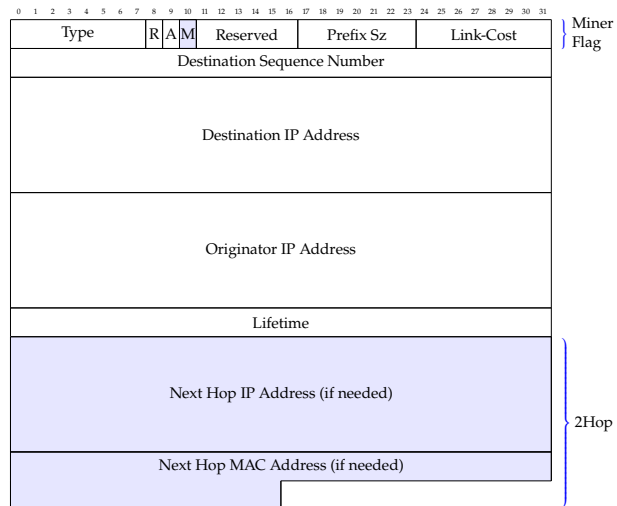 0 1 2 3 4 5 6 7 8 9 10 11 12 13 14 15 16 17 18 19 20 21 22 23 24 25 26 27 28 29 30 31
Type R A M Reserved Prefix Sz Link-Cost
Miner
Flag
Destination Sequence Number
Destination IP Address
Originator IP Address
Lifetime
Next Hop IP Address (if needed)
2Hop
Next Hop MAC Address (if needed)